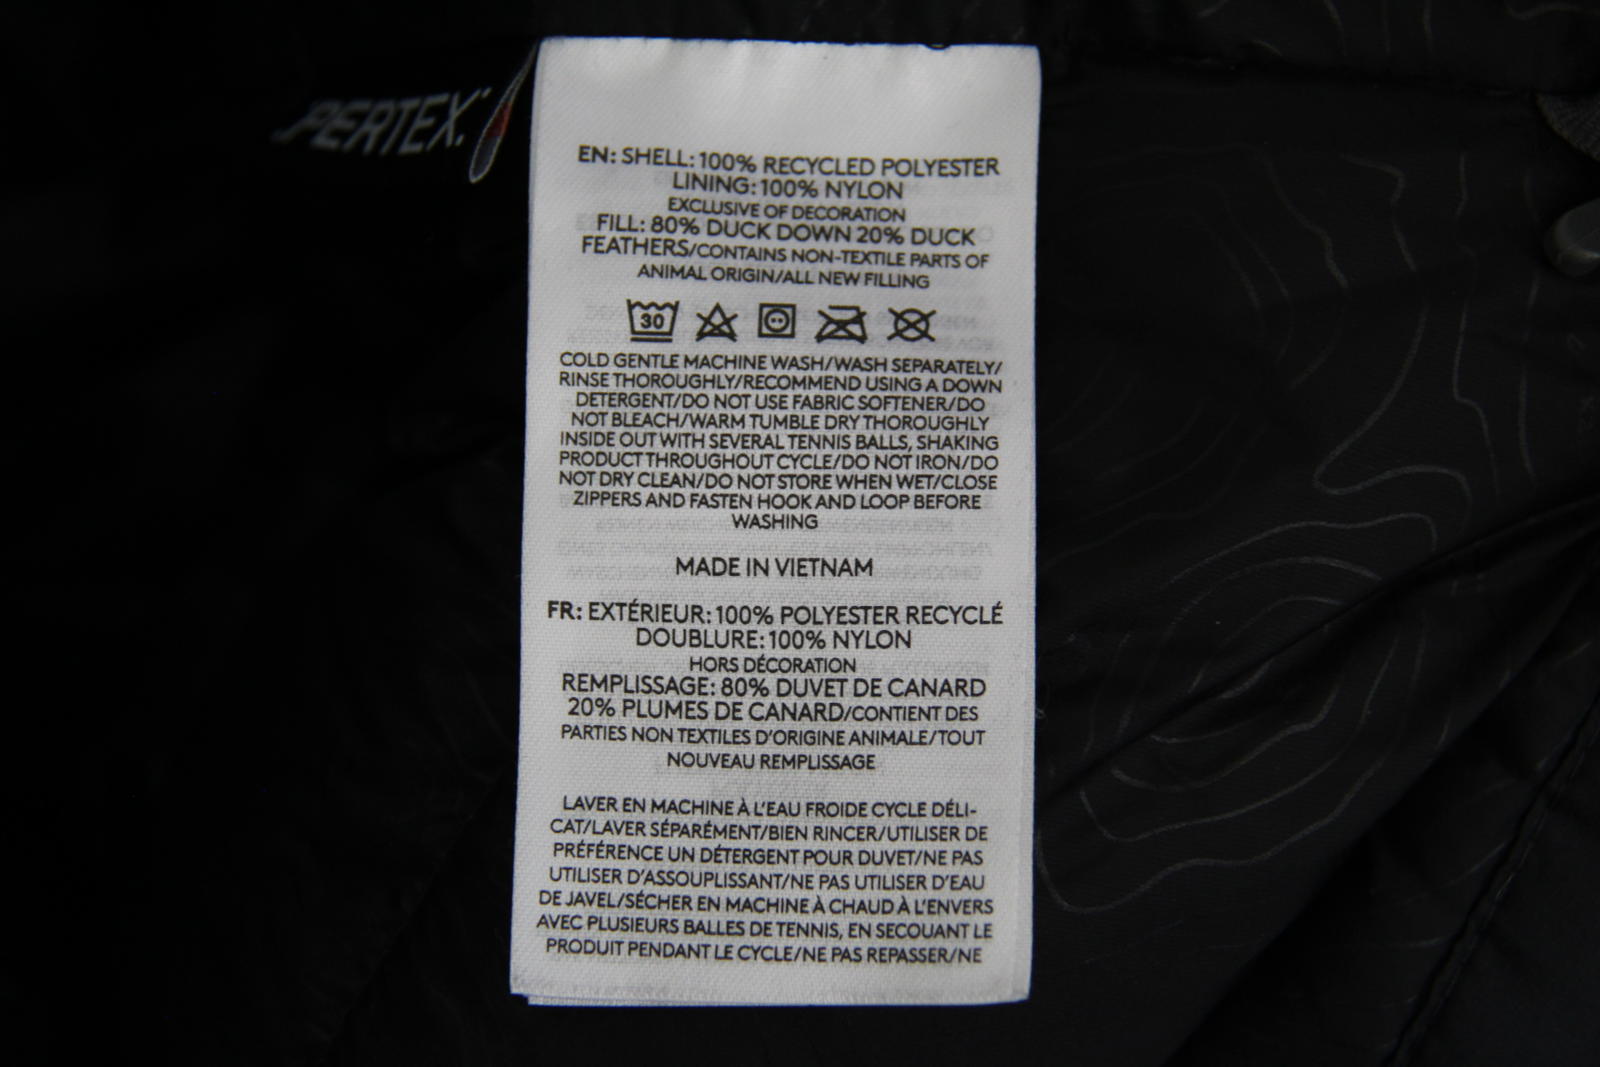 PERTEX
EN: SHELL: 100% RECYCLED POLYESTER
LINING: 100% NYLON
EXCLUSIVE OF DECORATION
FILL: 80% DUCK DOWN 20% DUCK
FEATHERS/CONTAINS NON-TEXTILE PARTS OF
ANIMAL ORIGIN/ALL NEW FILLING
30
COLD GENTLE MACHINE WASH/WASH SEPARATELY/
RINSE THOROUGHLY/RECOMMEND USING A DOWN
DETERGENT/DO NOT USE FABRIC SOFTENER/DO
NOT BLEACH/WARM TUMBLE DRY THOROUGHLY
INSIDE OUT WITH SEVERAL TENNIS BALLS, SHAKING
PRODUCT THROUGHOUT CYCLE/DO NOT IRON/DO
NOT DRY CLEAN/DO NOT STORE WHEN WET/CLOSE
ZIPPERS AND FASTEN HOOK AND LOOP BEFORE
WASHING
MADE IN VIETNAM
FR: EXTÉRIEUR: 100% POLYESTER RECYCLÉ
DOUBLURE: 100% NYLON
HORS DÉCORATION
REMPLISSAGE: 80% DUVET DE CANARD
20% PLUMES DE CANARD/CONTIENT DES
PARTIES NON TEXTILES D'ORIGINE ANIMALE/TOUT
NOUVEAU REMPLISSAGE
LAVER EN MACHINE À L'EAU FROIDE CYCLE DÉLI-
CAT/LAVER SÉPARÉMENT/BIEN RINCER/UTILISER DE
PRÉFÉRENCE UN DÉTERGENT POUR DUVET/NE PAS
UTILISER D'ASSOUPLISSANT/NE PAS UTILISER D'EAU
DE JAVEL/SÉCHER EN MACHINE À CHAUD À L'ENVERS
AVEC PLUSIEURS BALLES DE TENNIS, EN SECOUANT LE
PRODUIT PENDANT LE CYCLE/NE PAS REPASSER/NE